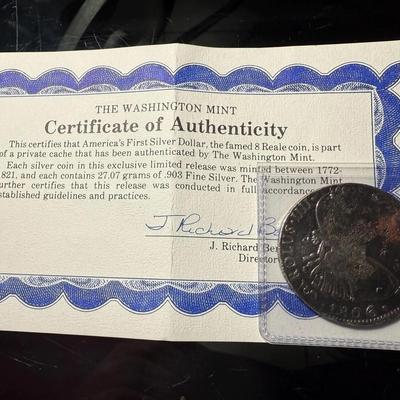 THE WASHINGTON MINT
Certificate of Authenticity
This certifies that America's First Silver Dollar, the famed 8 Reale coin, is part
of a private cache that has been authenticated by The Washington Mint.
Each silver coin in this exclusive limited release was minted between 1772-
821, and each contains 27.07 grams of .903 Fine Silver. The Washington Mint
further certifies that this release was conducted in full accordance
established guidelines and practices.
J Richard Be
J. Richard Ber
Director
1806